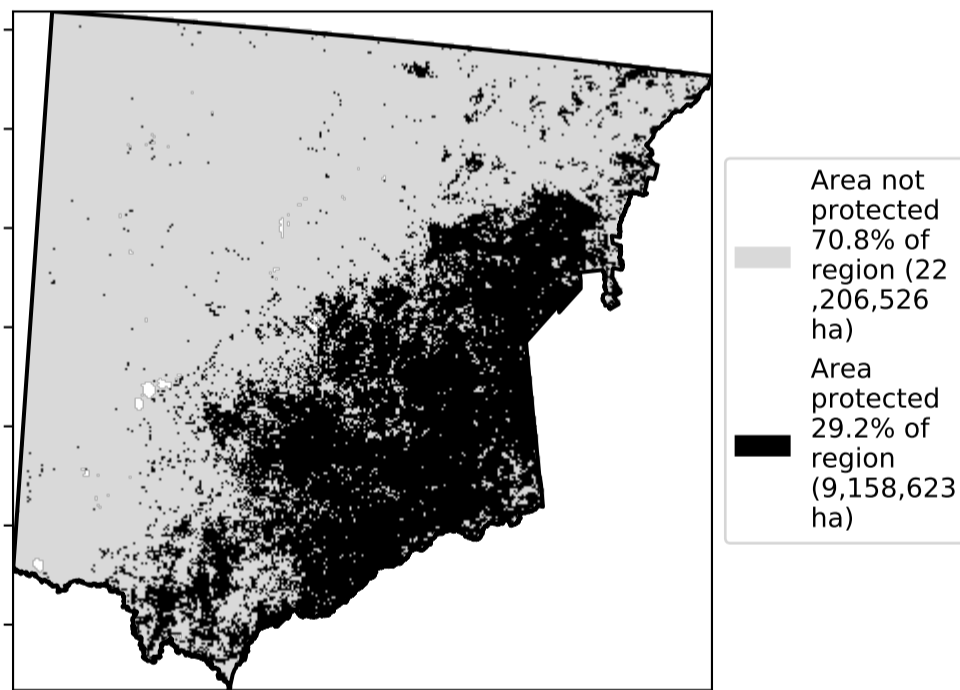 Area not
protected
70.8% of
region (22
,206,526
ha)
Area
protected
29.2% of
region
(9,158,623
ha)